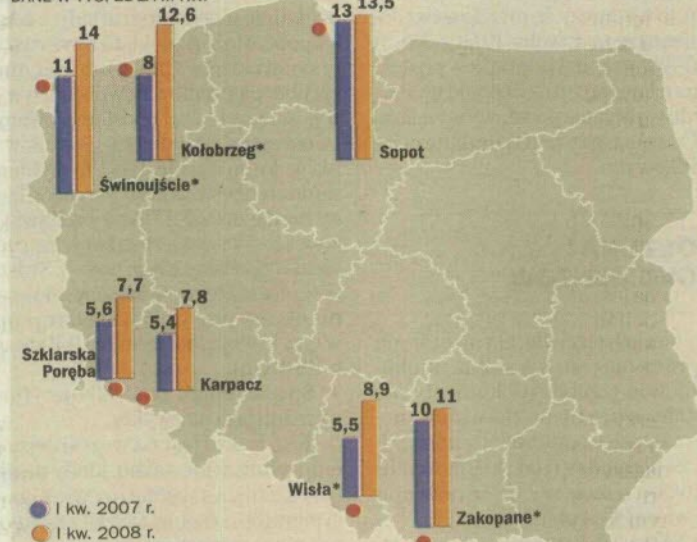 14
11
Świnoujście*
12,6
8
Kołobrzeg*
13
13,5
Sopot
5,6
7,7
Szklarska
Poręba
5,4
7,8
Karpacz
5,5
8,9
Wisła*
10
11
Zakopane*
I kw. 2007 r.
I kw. 2008 r.